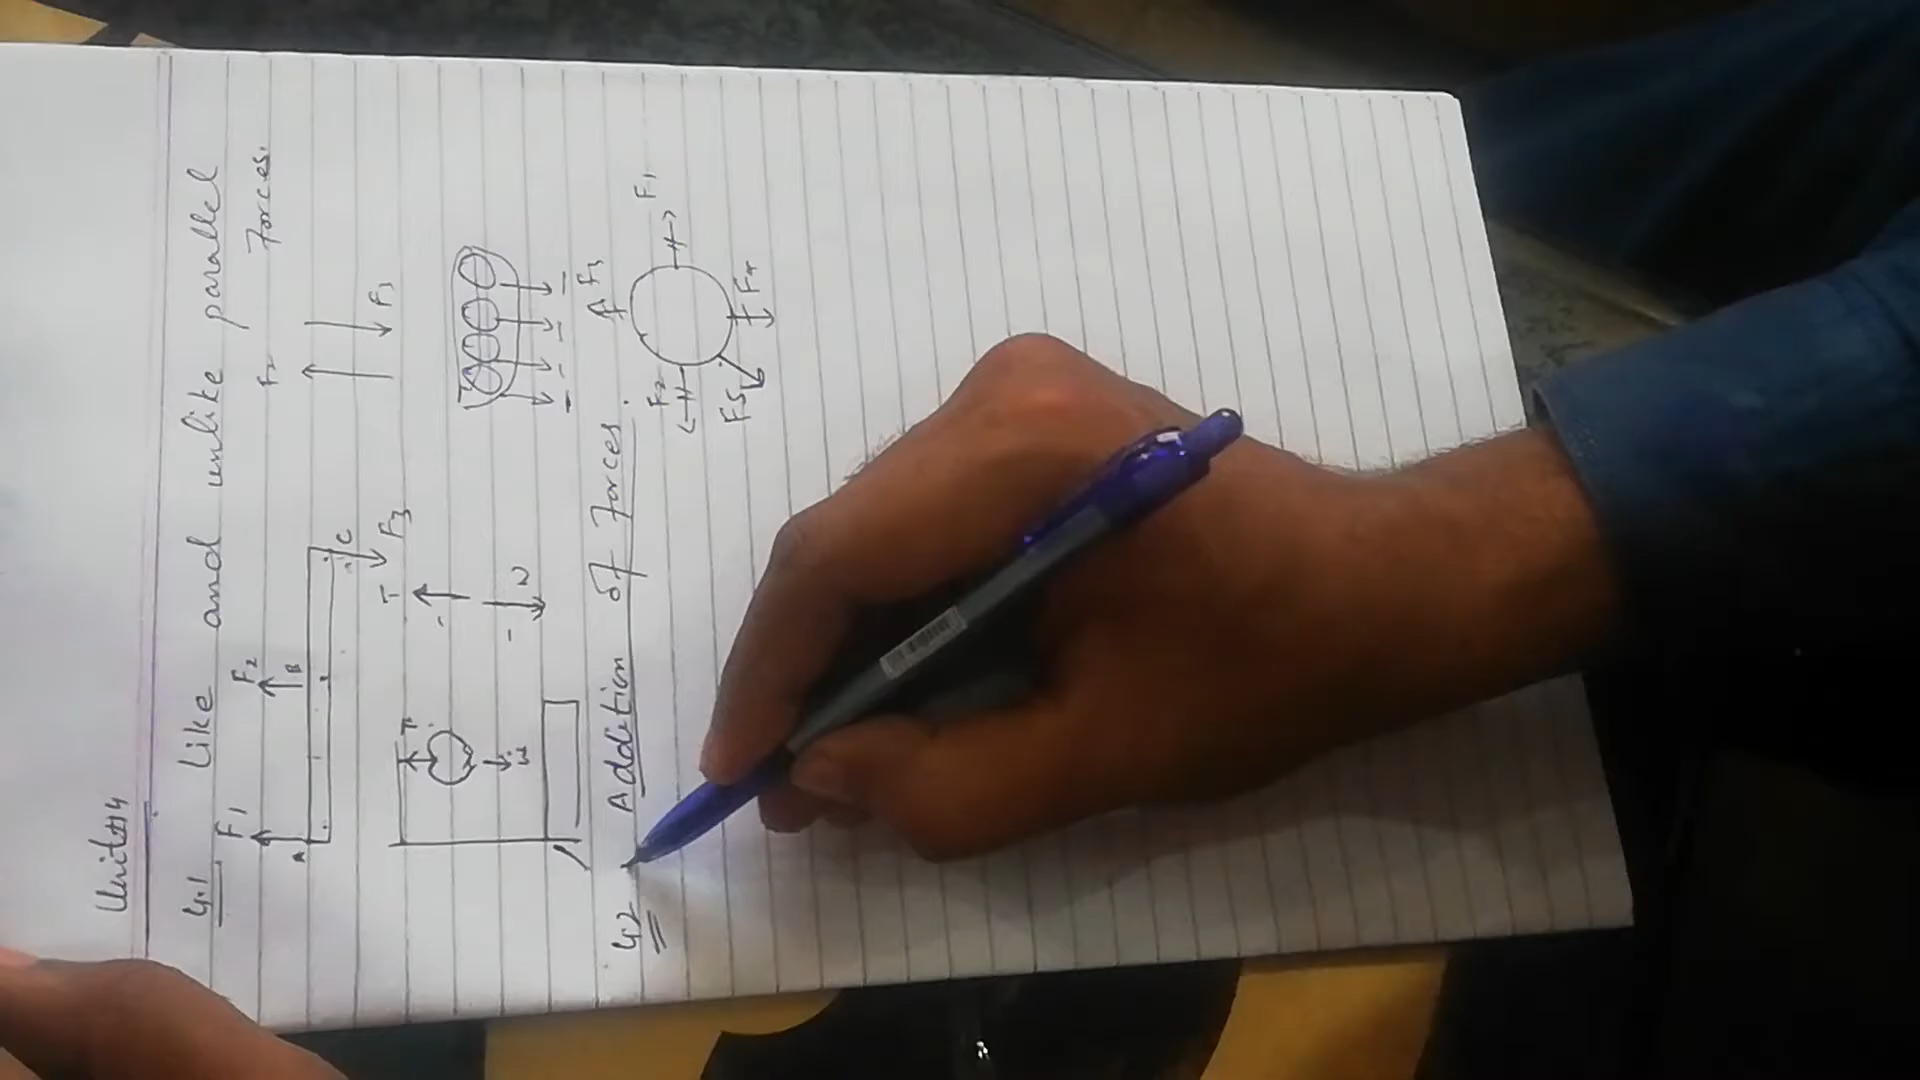 Unit#4
4.1 Like and unlike parallel
forces.
F1 F2 F2
A B C F3
F3
T T
W W
4.2 Addition of forces.
F3
F2 F1
F5 F4